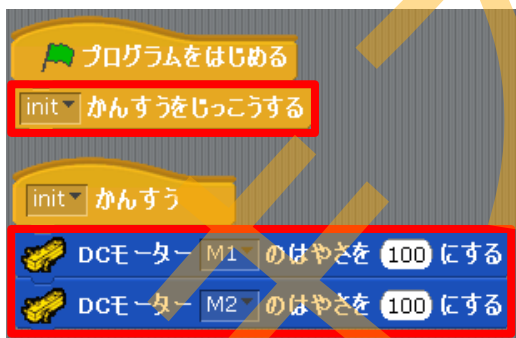 プログラムをはじめる
init かんすうをじっこうする
init かんすう
DCモーター M1 のはやさを 100 にする
DCモーター M2 のはやさを 100 にする